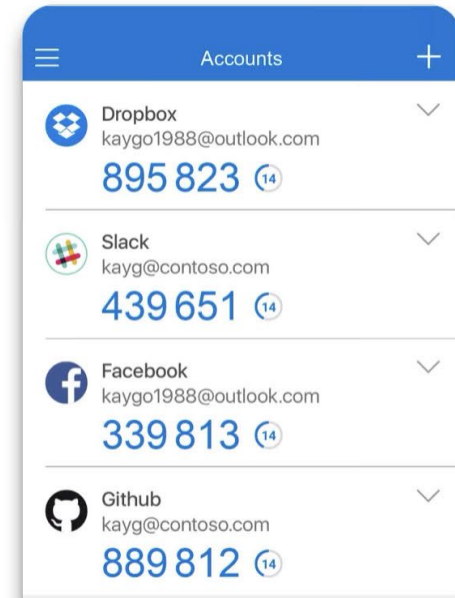 Accounts
Dropbox
kaygo1988@outlook.com
895 823 14
Slack
kayg@contoso.com
439 651 14
Facebook
kaygo1988@outlook.com
339 813 14
Github
kayg@contoso.com
889 812 14